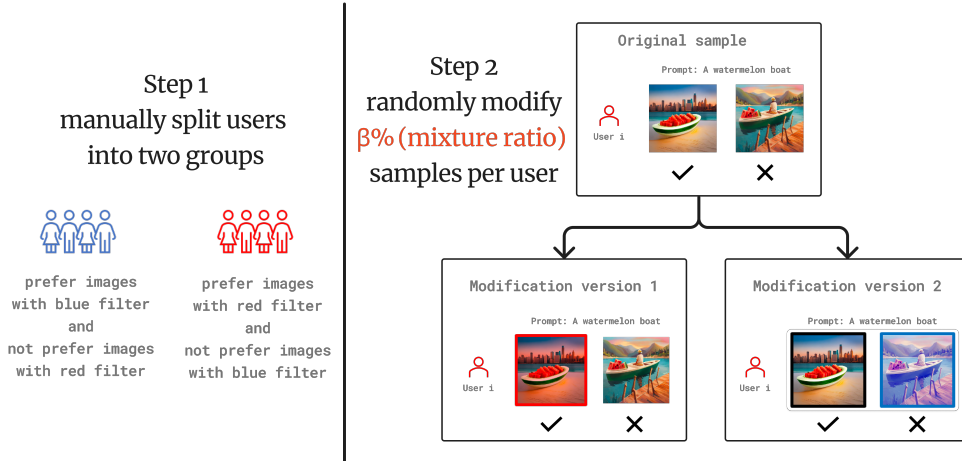 Step 1
manually split users
into two groups
prefer images
with blue filter
and
not prefer images
with red filter
prefer images
with red filter
and
not prefer images
with blue filter
Step 2
randomly modify
β% (mixture ratio)
samples per user
Original sample
Prompt: A watermelon boat
User i
Modification version 1
Prompt: A watermelon boat
User i
Modification version 2
Prompt: A watermelon boat
User i